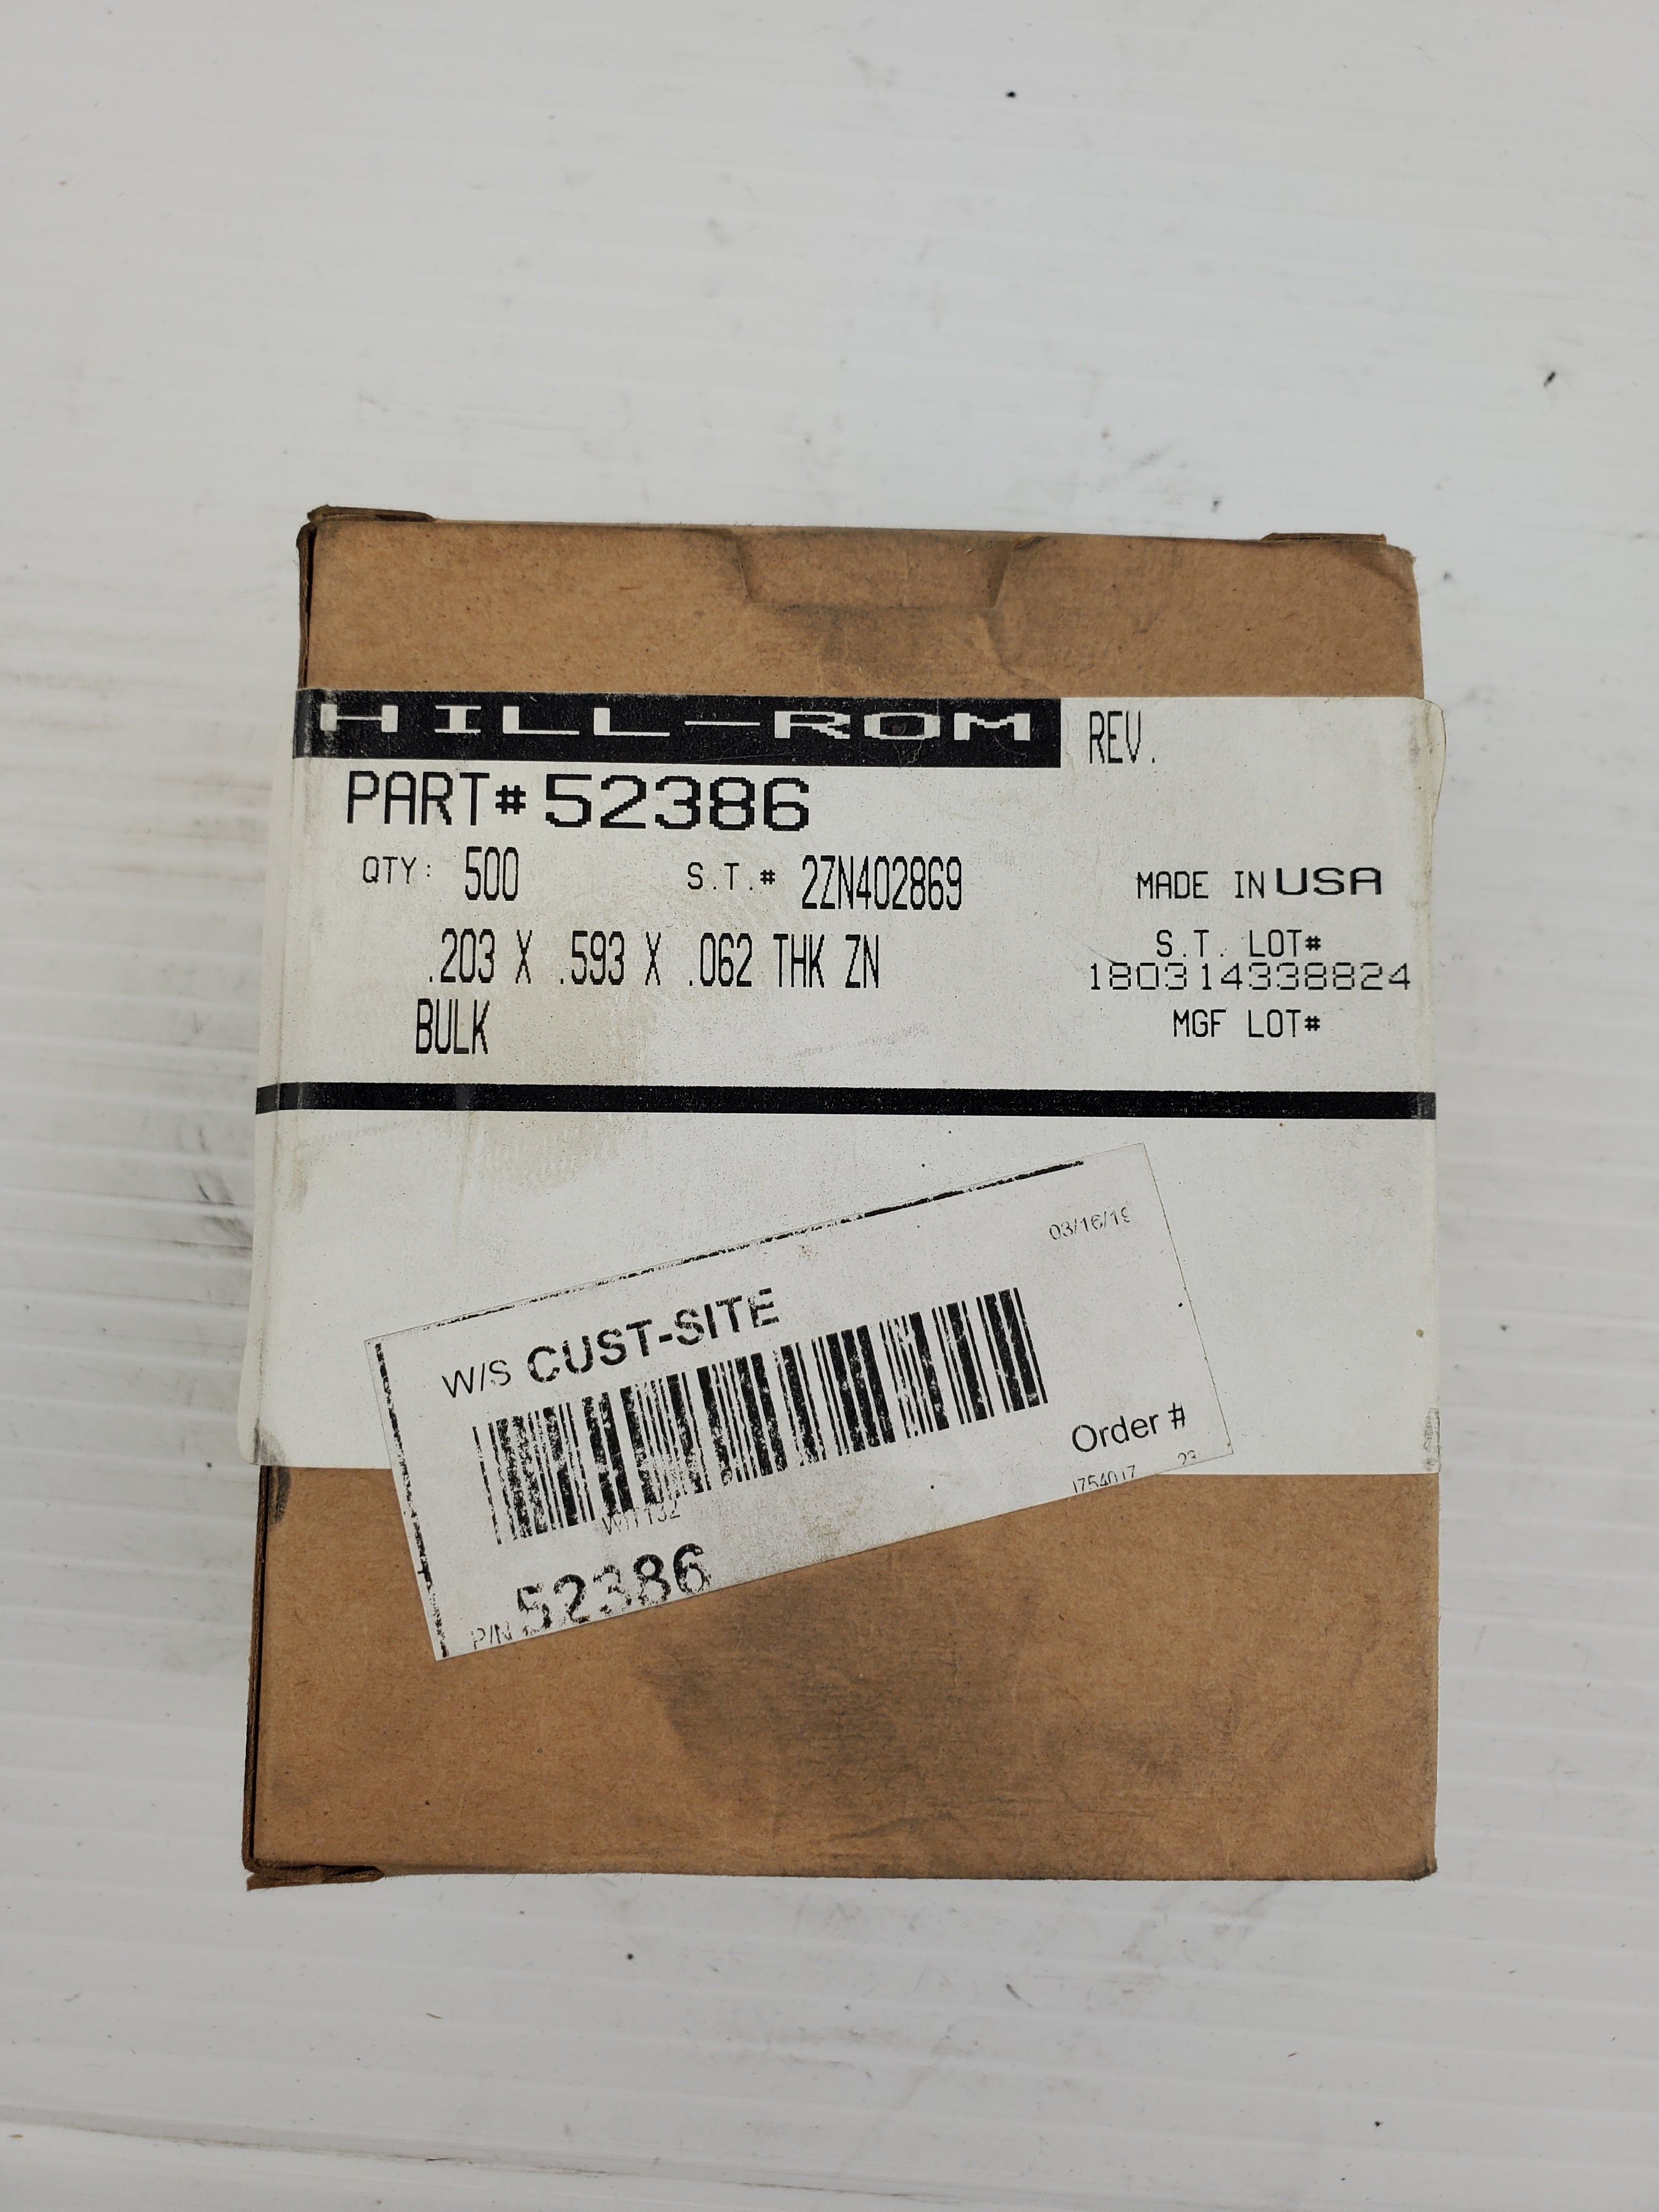 HILL-ROM
REV.
PART# 52386
QTY: 500 S.T.# 2ZN402869
MADE IN USA
.203 X .593 X .062 THK ZN
BULK
S.T. LOT#
180314338824
MGF LOT#
W/S CUST-SITE
Order #
P/N 52386